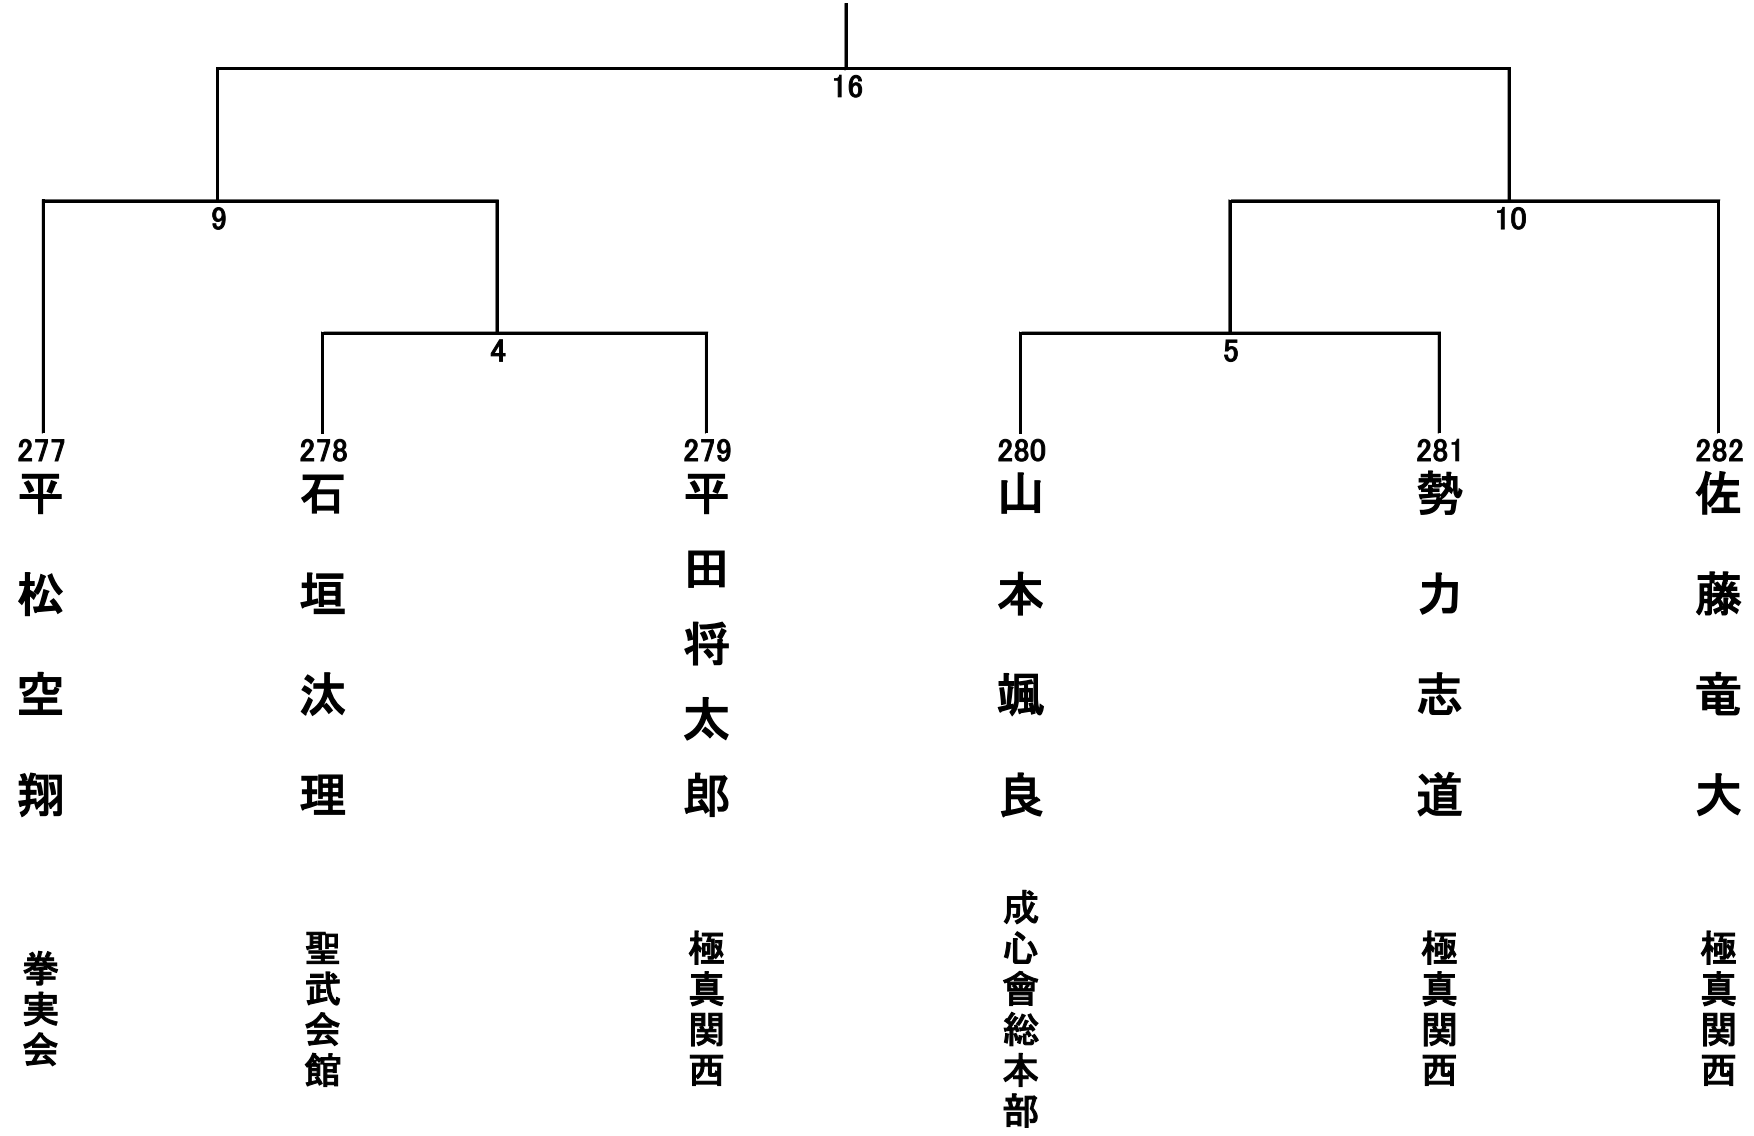 16
9
10
4
5
277
平松空翔
拳実会
278
石垣汰理
聖武会館
279
平田将太郎
極真関西
280
山本颯良
成心會総本部
281
勢力志道
極真関西
282
佐藤竜大
極真関西